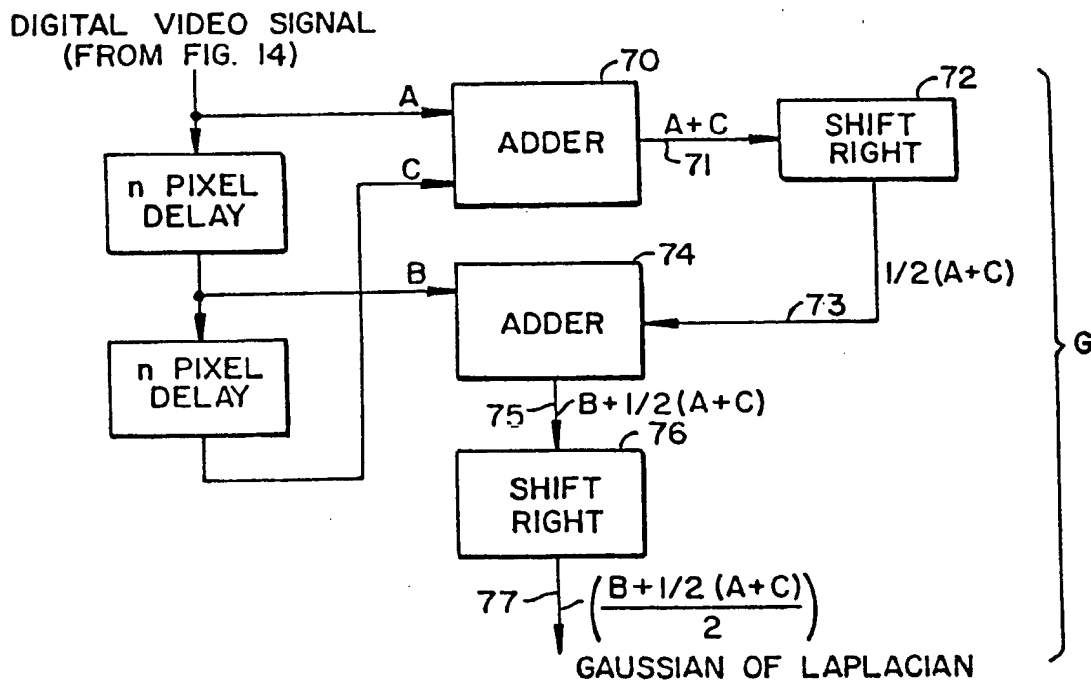 DIGITAL VIDEO SIGNAL
(FROM FIG. 14)
70
72
A
ADDER
A+C
71
SHIFT
RIGHT
C
n PIXEL
DELAY
74
B
ADDER
1/2(A+C)
73
G
n PIXEL
DELAY
75
B+1/2(A+C)
76
SHIFT
RIGHT
77
(B+1/2(A+C)
2)
GAUSSIAN OF LAPLACIAN